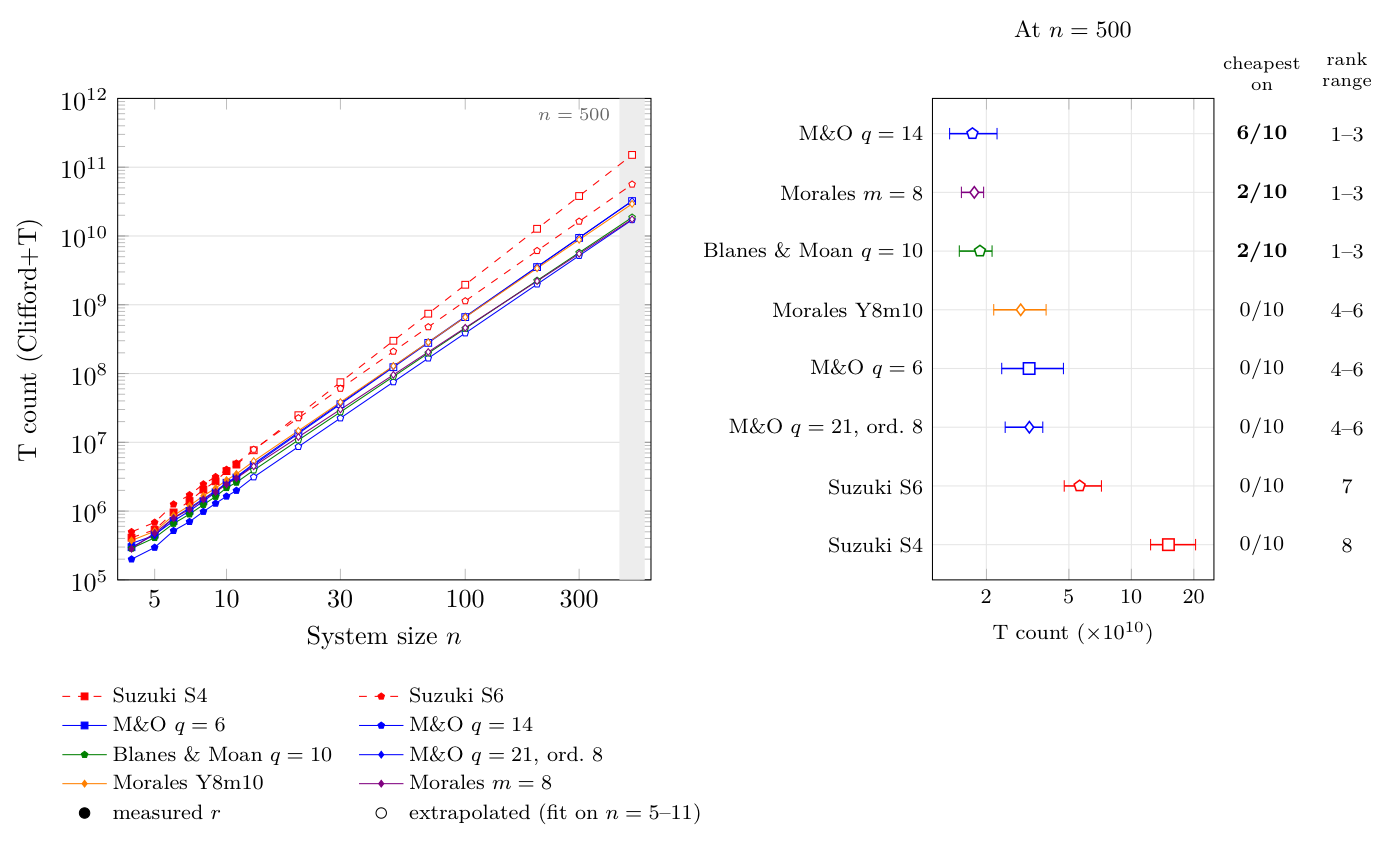 At n = 500
cheapest on
rank range
10^12
10^11
10^10
10^9
10^8
10^7
10^6
10^5
T count (Clifford+T)
n = 500
5 10 30 100 300
System size n
M&O q = 14 6/10 1–3
Morales m = 8 2/10 1–3
Blanes & Moan q = 10 2/10 1–3
Morales Y8m10 0/10 4–6
M&O q = 6 0/10 4–6
M&O q = 21, ord. 8 0/10 4–6
Suzuki S6 0/10 7
Suzuki S4 0/10 8
2 5 10 20
T count (×10^10)
Suzuki S4 Suzuki S6
M&O q = 6 M&O q = 14
Blanes & Moan q = 10 M&O q = 21, ord. 8
Morales Y8m10 Morales m = 8
measured r extrapolated (fit on n = 5–11)